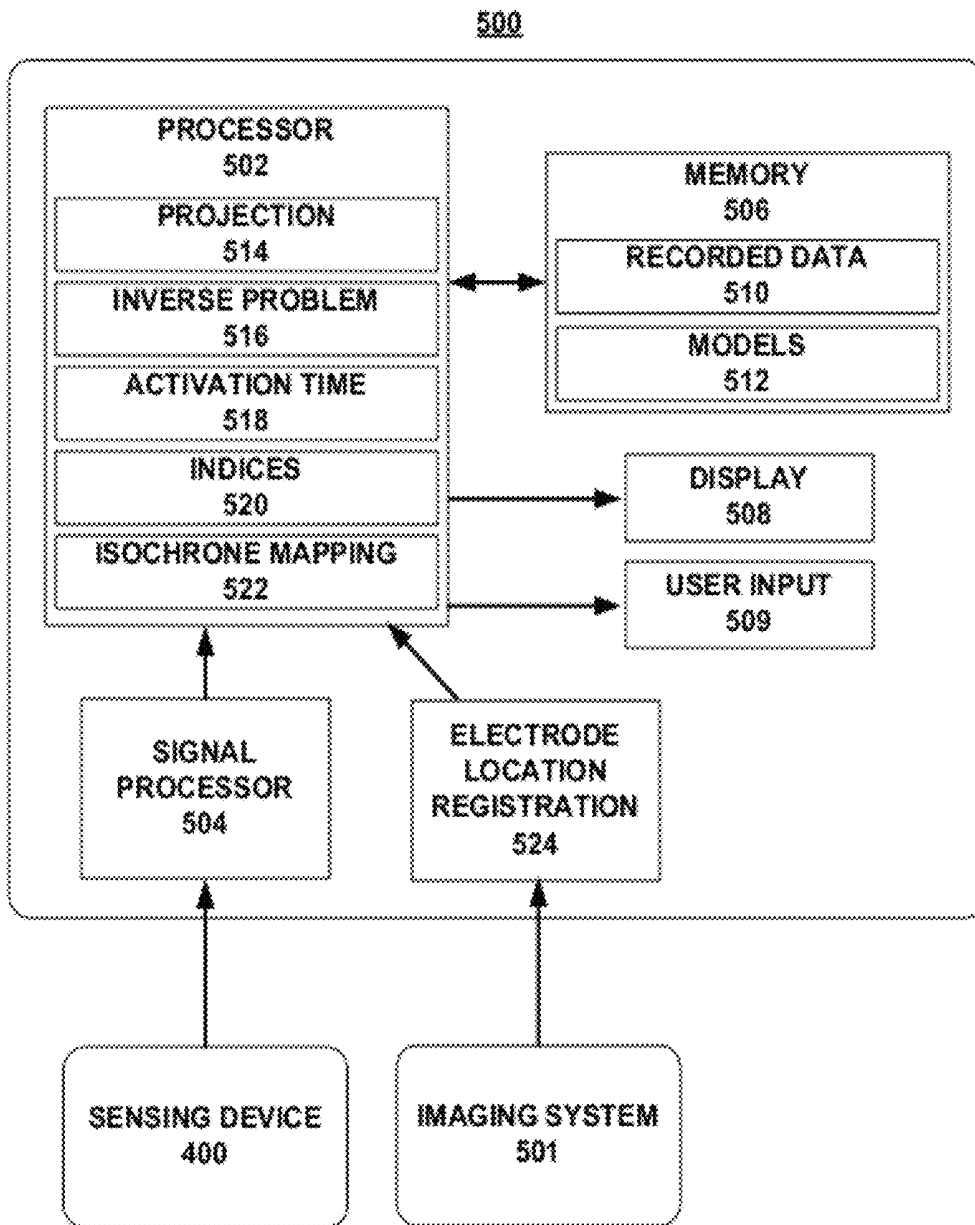 500
PROCESSOR
502
PROJECTION
514
INVERSE PROBLEM
516
ACTIVATION TIME
518
INDICES
520
ISOCHRONE MAPPING
522
MEMORY
506
RECORDED DATA
510
MODELS
512
DISPLAY
508
USER INPUT
509
SIGNAL
PROCESSOR
504
ELECTRODE
LOCATION
REGISTRATION
524
SENSING DEVICE
400
IMAGING SYSTEM
501